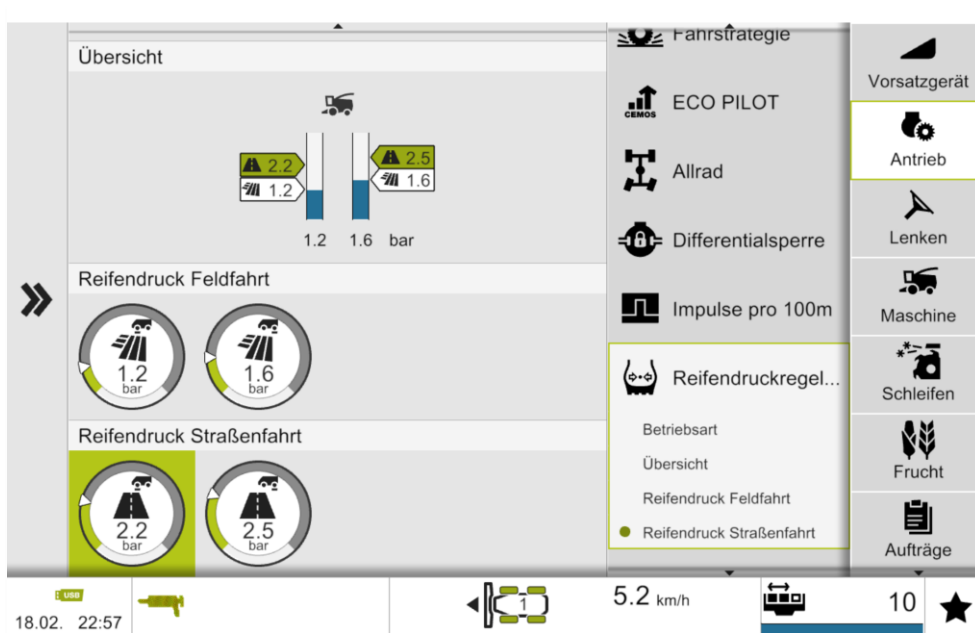 Übersicht
2.2
2.5
1.2
1.6
1.2 1.6 bar
Reifendruck Feldfahrt
1.2
bar
1.6
bar
Reifendruck Straßenfahrt
2.2
bar
2.5
bar
Fahrstrategie
CEMOS
ECO PILOT
Allrad
Differentialsperre
Impulse pro 100m
Reifendruckregel...
Betriebsart
Übersicht
Reifendruck Feldfahrt
Reifendruck Straßenfahrt
Vorsatzgerät
Antrieb
Lenken
Maschine
Schleifen
Frucht
Aufträge
USB
18.02. 22:57
1
5.2 km/h
10